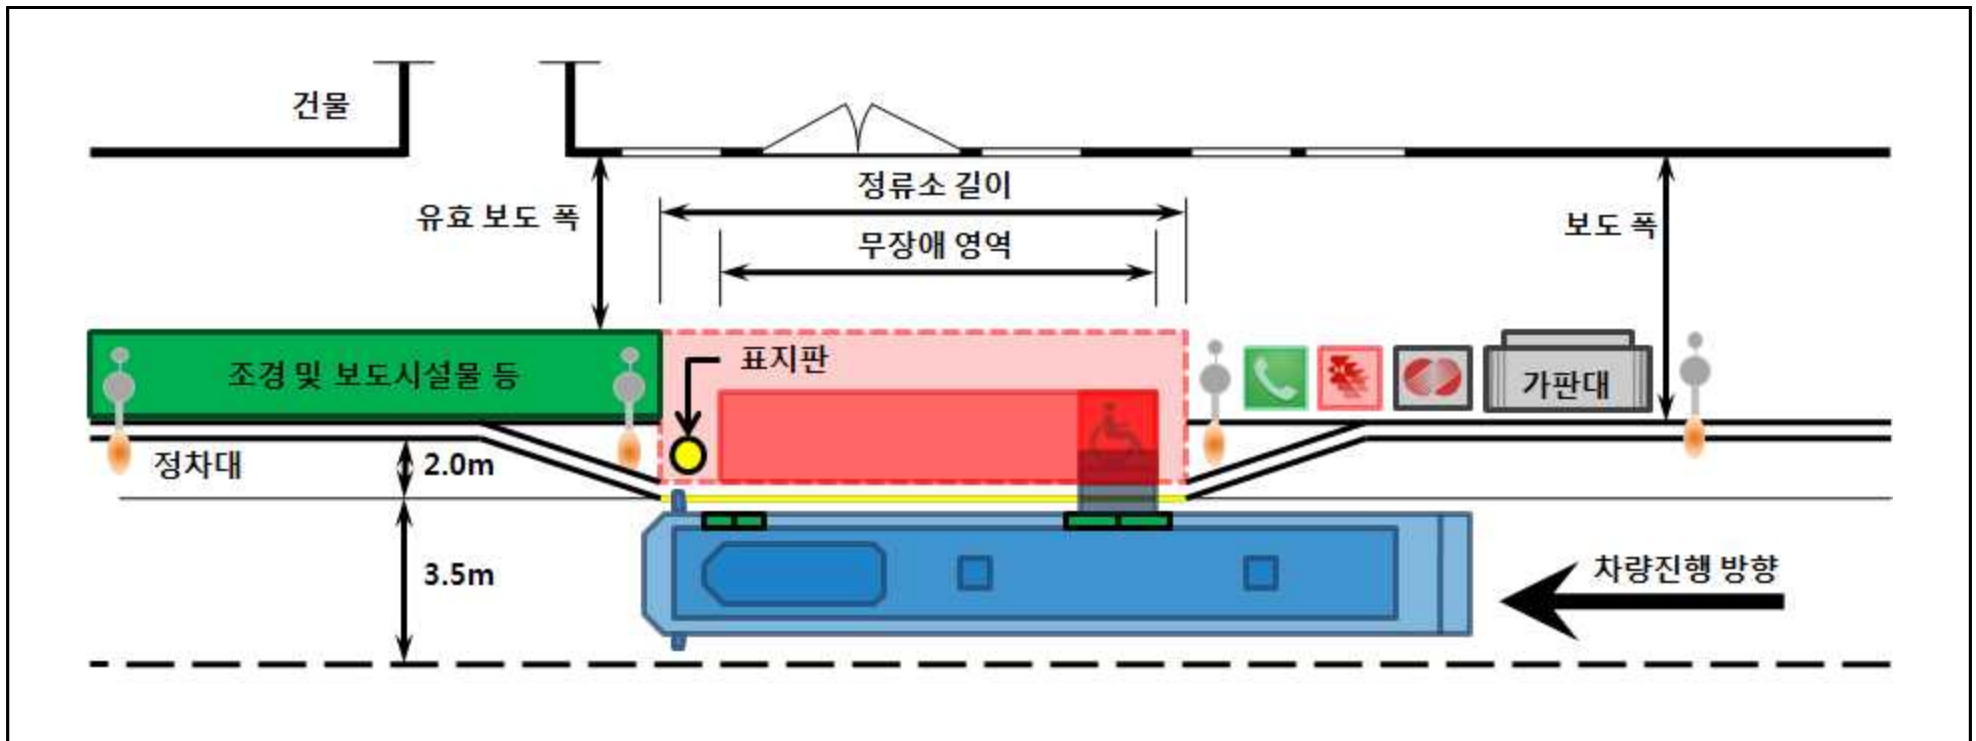 건물
정류소 길이
유효 보도 폭
보도 폭
무장애 영역
표지판
조경 및 보도시설물 등
가판대
정차대
2.0m
3.5m
차량진행 방향